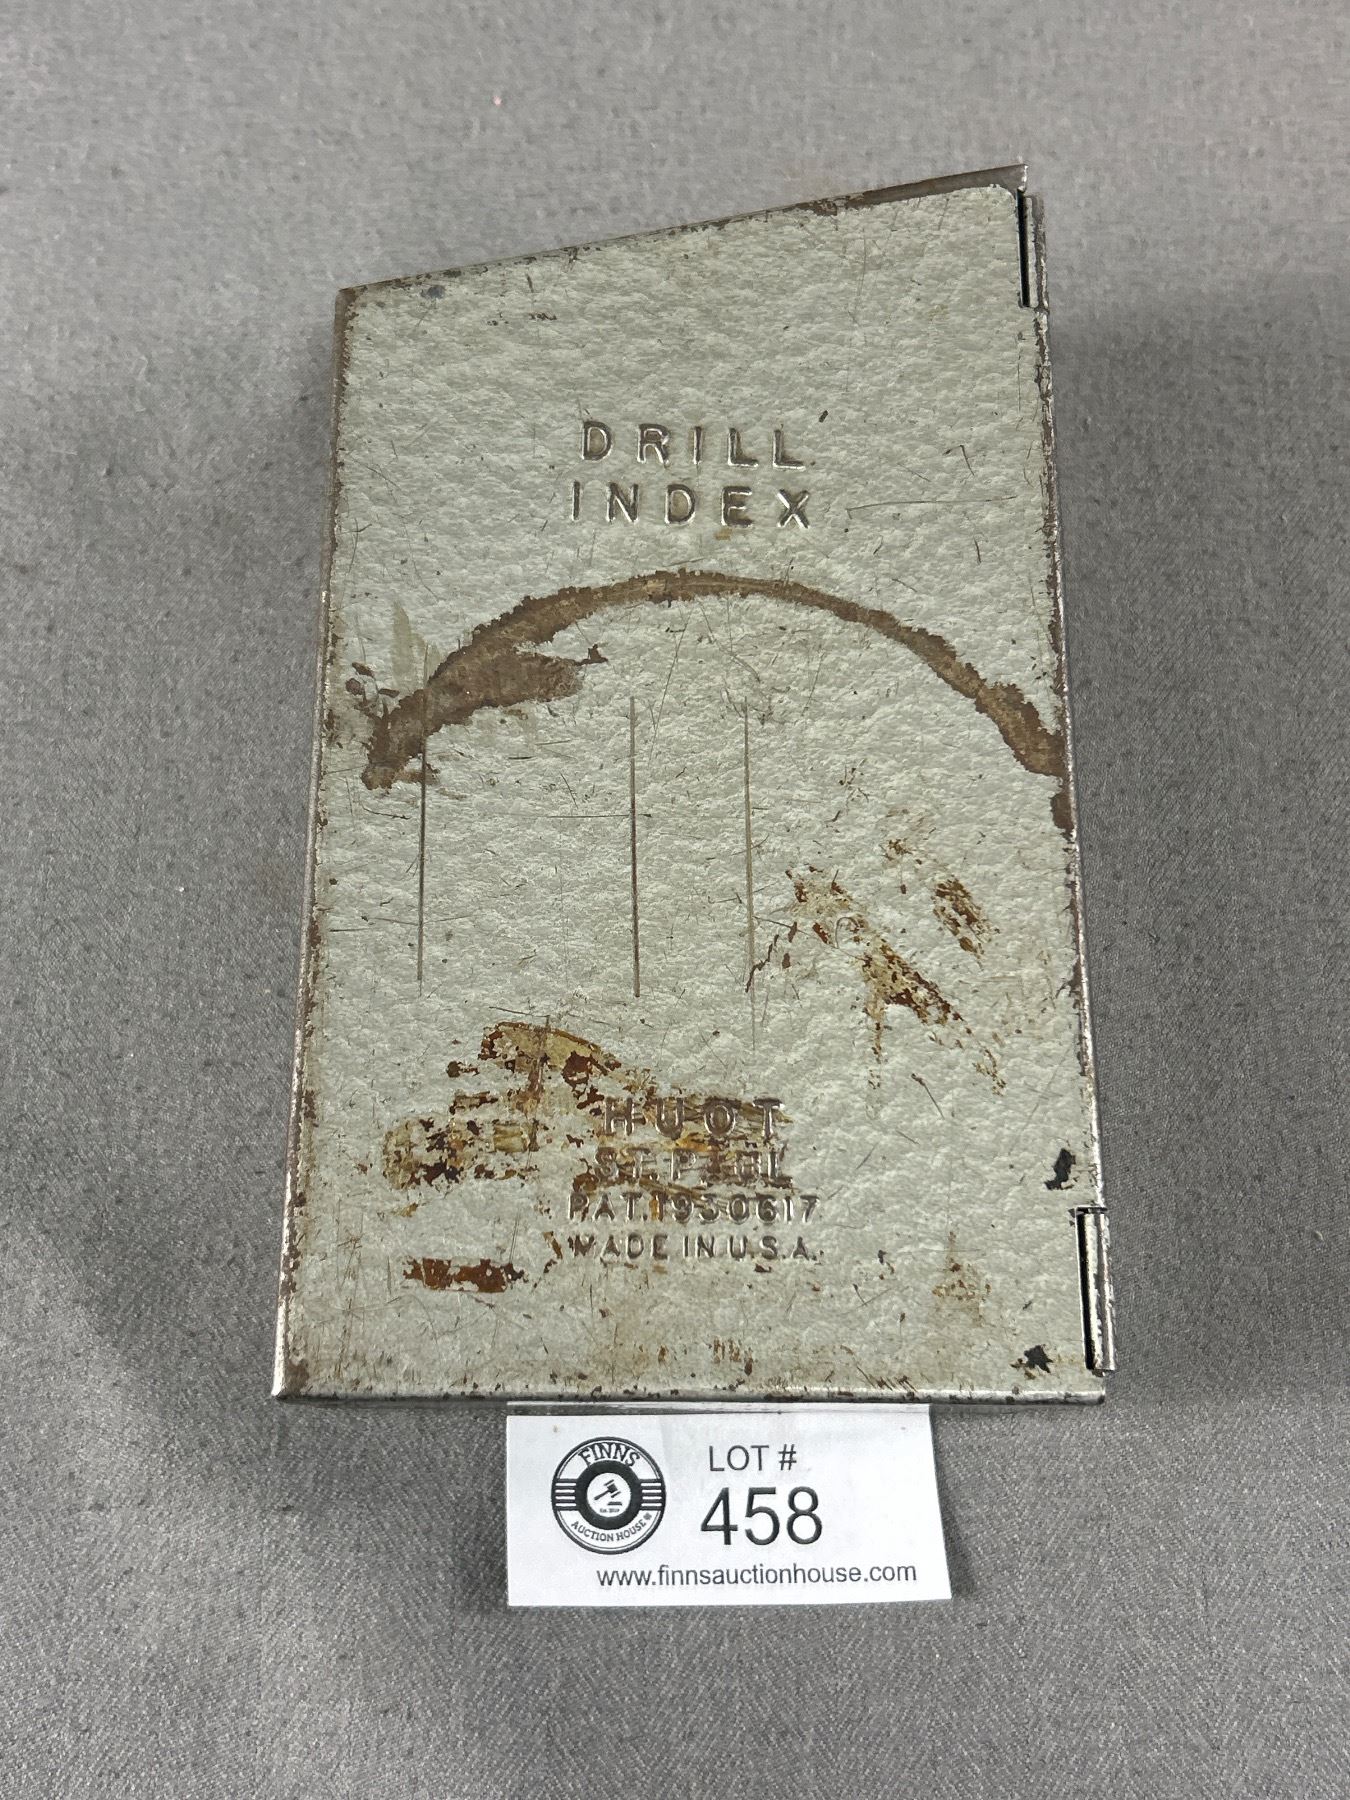 DRILL
INDEX
HUOT
ST. PAUL
PAT. 1930617
MADE IN U.S.A.
FINNS
AUCTION HOUSE
LOT #
458
www.finnsauctionhouse.com